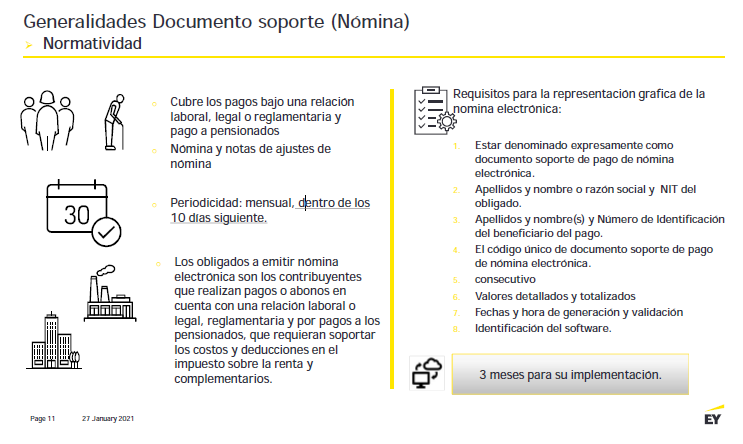 Generalidades Documento soporte (Nómina)
➢ Normatividad
o Cubre los pagos bajo una relación
laboral, legal o reglamentaria y
pago a pensionados
o Nómina y notas de ajustes de
nómina
o Periodicidad: mensual, dentro de los
10 días siguiente.
o Los obligados a emitir nómina
electrónica son los contribuyentes
que realizan pagos o abonos en
cuenta con una relación laboral o
legal, reglamentaria y por pagos a los
pensionados, que requieran soportar
los costos y deducciones en el
impuesto sobre la renta y
complementarios.
30
Requisitos para la representación grafica de la
nomina electrónica:
1. Estar denominado expresamente como
documento soporte de pago de nómina
electrónica.
2. Apellidos y nombre o razón social y NIT del
obligado.
3. Apellidos y nombre(s) y Número de Identificación
del beneficiario del pago.
4. El código único de documento soporte de pago
de nómina electrónica.
5. consecutivo
6. Valores detallados y totalizados
7. Fechas y hora de generación y validación
8. Identificación del software.
3 meses para su implementación.
Page 11 27 January 2021
EY